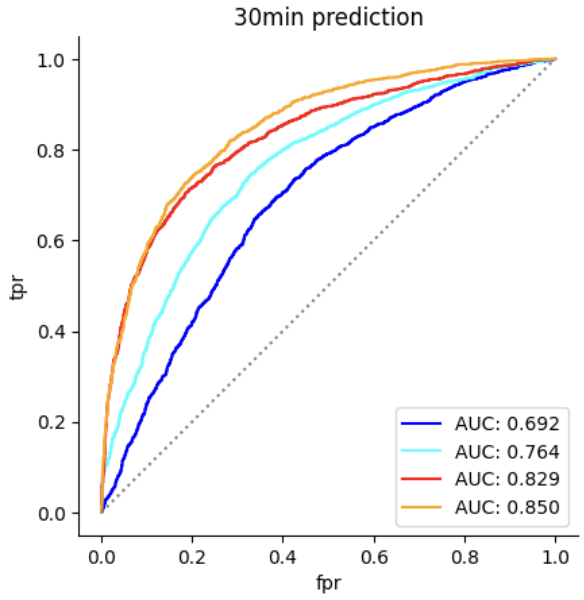 30min prediction
1.0
0.8
0.6
0.4
0.2
0.0
tpr
AUC: 0.692
AUC: 0.764
AUC: 0.829
AUC: 0.850
0.0 0.2 0.4 0.6 0.8 1.0
fpr